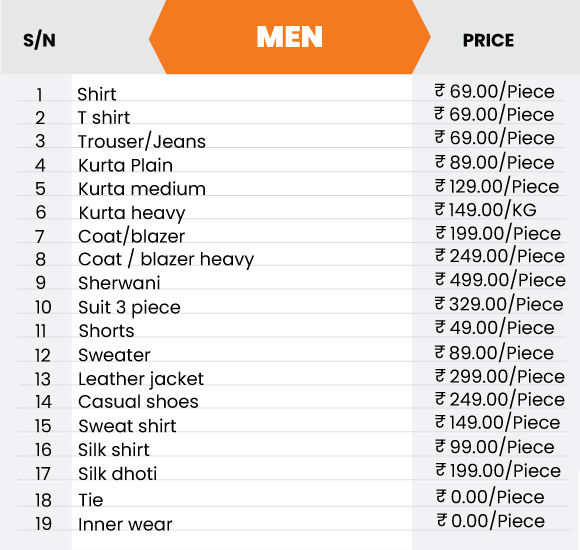 S/N MEN PRICE
1 Shirt ₹ 69.00/Piece
2 T shirt ₹ 69.00/Piece
3 Trouser/Jeans ₹ 69.00/Piece
4 Kurta Plain ₹ 89.00/Piece
5 Kurta medium ₹ 129.00/Piece
6 Kurta heavy ₹ 149.00/KG
7 Coat/blazer ₹ 199.00/Piece
8 Coat / blazer heavy ₹ 249.00/Piece
9 Sherwani ₹ 499.00/Piece
10 Suit 3 piece ₹ 329.00/Piece
11 Shorts ₹ 49.00/Piece
12 Sweater ₹ 89.00/Piece
13 Leather jacket ₹ 299.00/Piece
14 Casual shoes ₹ 249.00/Piece
15 Sweat shirt ₹ 149.00/Piece
16 Silk shirt ₹ 99.00/Piece
17 Silk dhoti ₹ 199.00/Piece
18 Tie ₹ 0.00/Piece
19 Inner wear ₹ 0.00/Piece